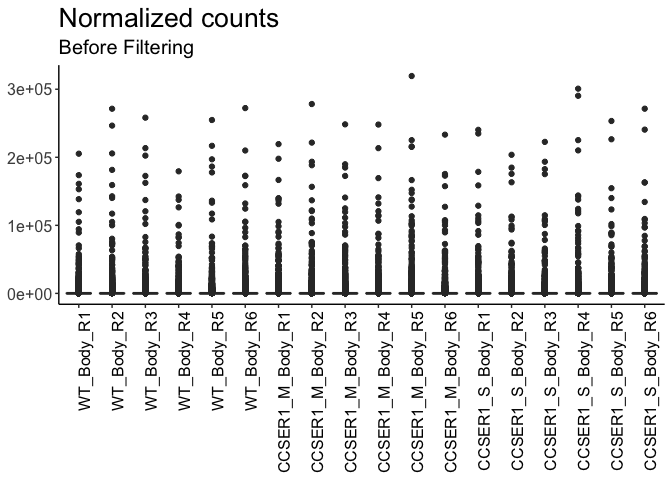 Normalized counts
Before Filtering
3e+05
2e+05
1e+05
0e+00
WT_Body_R1
WT_Body_R2
WT_Body_R3
WT_Body_R4
WT_Body_R5
WT_Body_R6
CCSER1_M_Body_R1
CCSER1_M_Body_R2
CCSER1_M_Body_R3
CCSER1_M_Body_R4
CCSER1_M_Body_R5
CCSER1_M_Body_R6
CCSER1_S_Body_R1
CCSER1_S_Body_R2
CCSER1_S_Body_R3
CCSER1_S_Body_R4
CCSER1_S_Body_R5
CCSER1_S_Body_R6